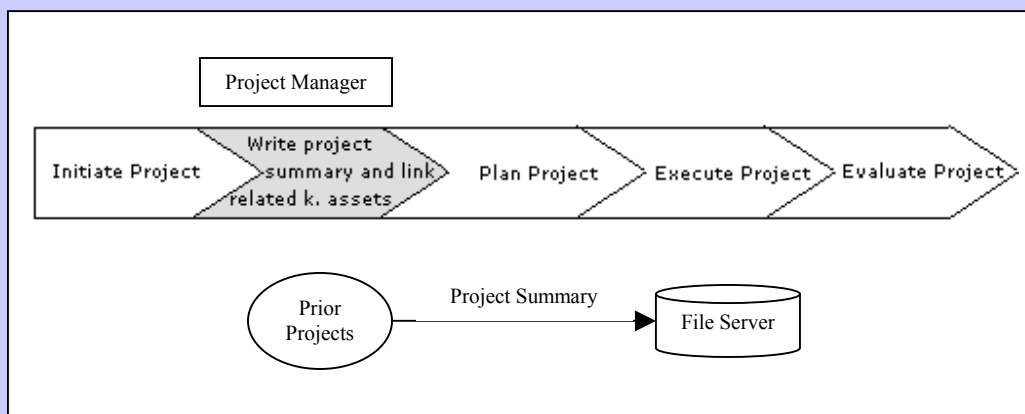 Project Manager
Initiate Project
Write project
summary and link
related k. assets
Plan Project
Execute Project
Evaluate Project
Prior
Projects
Project Summary
File Server